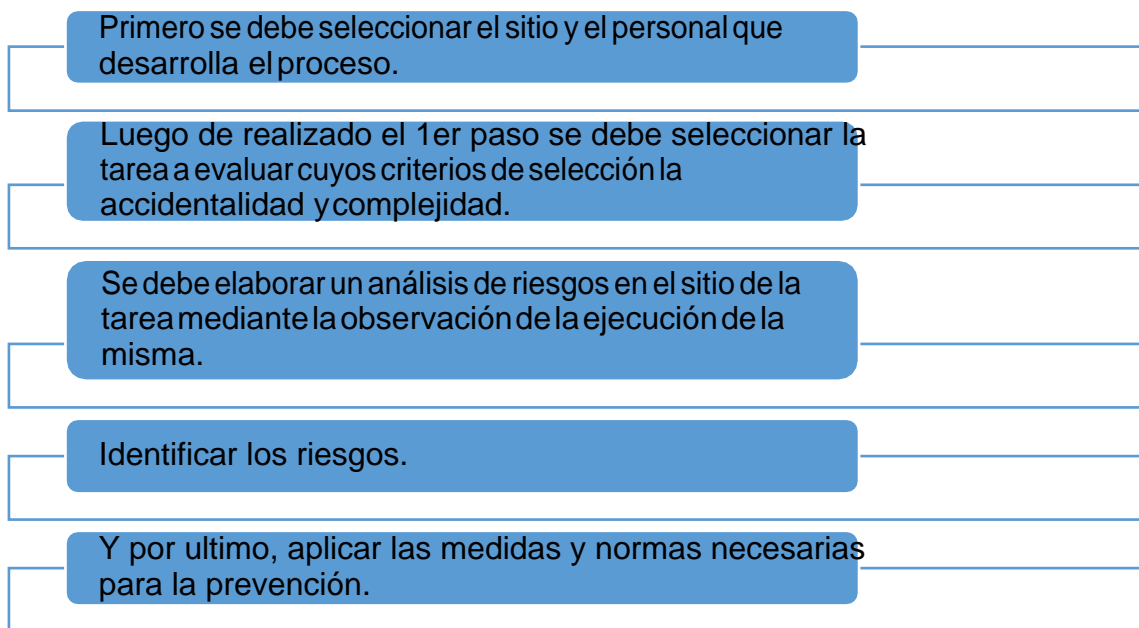 Primero se debe seleccionar el sitio y el personal que
desarrolla el proceso.
Luego de realizado el 1er paso se debe seleccionar la
tarea a evaluar cuyos criterios de selección la
accidentalidad y complejidad.
Se debe elaborar un análisis de riesgos en el sitio de la
tarea mediante la observación de la ejecución de la
misma.
Identificar los riesgos.
Y por ultimo, aplicar las medidas y normas necesarias
para la prevención.